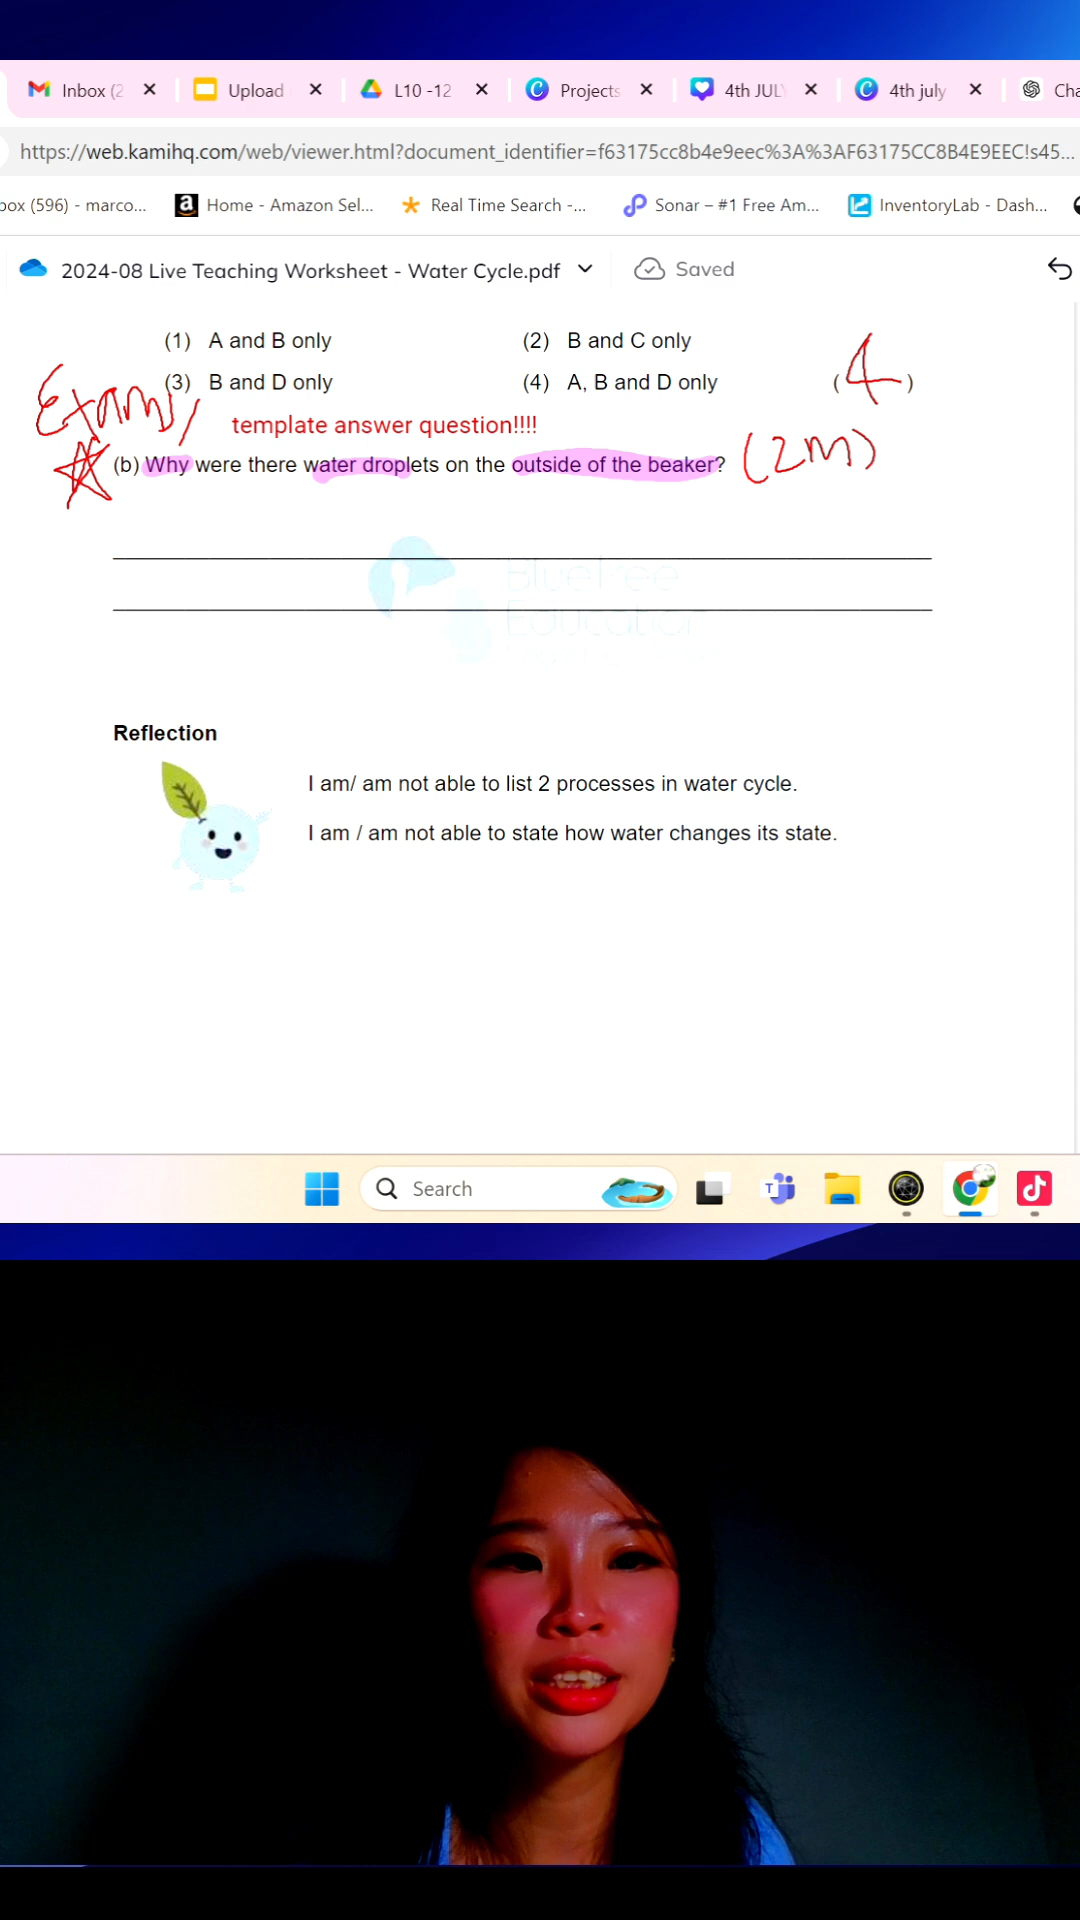 Inbox (2
Upload
L10 -12
Projects
4th JUL
4th july
Cha
https://web.kamihq.com/web/viewer.html?document_identifier=f63175cc8b4e9eec%3A%3AF63175CC8B4E9EEC!s45...
box (596) - marco...
Home - Amazon Sel...
Real Time Search -...
Sonar – #1 Free Am...
InventoryLab - Dash...
2024-08 Live Teaching Worksheet - Water Cycle.pdf
Saved
(1) A and B only (2) B and C only
(3) B and D only (4) A, B and D only (4)
Exams
template answer question!!!!
(b) Why were there water droplets on the outside of the beaker? (2m)
BlueTree
Education
Reflection
I am/ am not able to list 2 processes in water cycle.
I am / am not able to state how water changes its state.
Search